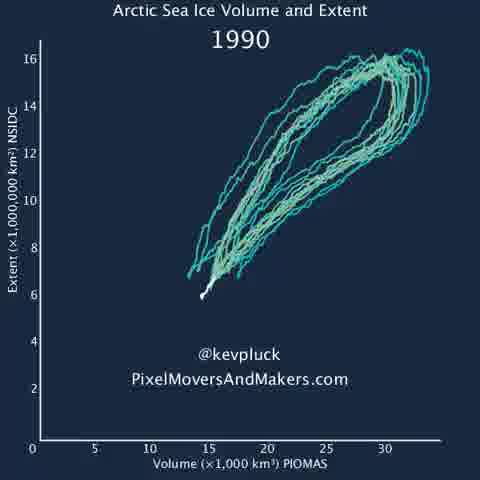 Arctic Sea Ice Volume and Extent
1990
16
14
12
10
8
6
4
2
Extent (×1,000,000 km²) NSIDC
@kevpluck
PixelMoversAndMakers.com
0 5 10 15 20 25 30
Volume (×1,000 km³) PIOMAS